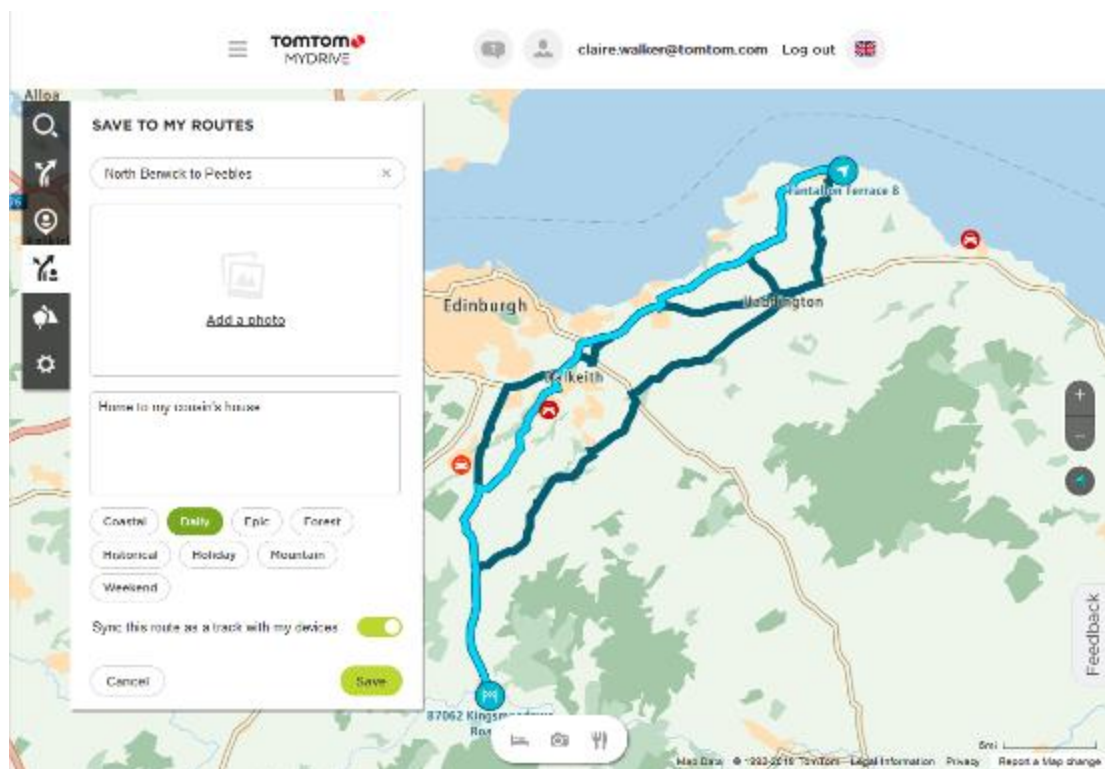 TOMTOM
MYDRIVE
claire.walker@tomtom.com Log out
Alloa
SAVE TO MY ROUTES
North Berwick to Peebles
Add a photo
Home to my cousin's house
Coastal Daily Epic Forest
Historical Holiday Mountain
Weekend
Sync this route as a track with my devices
Cancel Save
Tantallon Terrace 8
Edinburgh
Haddington
Dalkeith
Feedback
87062 Kingsmeadows
5mi
Map Data © 1992-2018 TomTom Legal Information Privacy Report a Map change